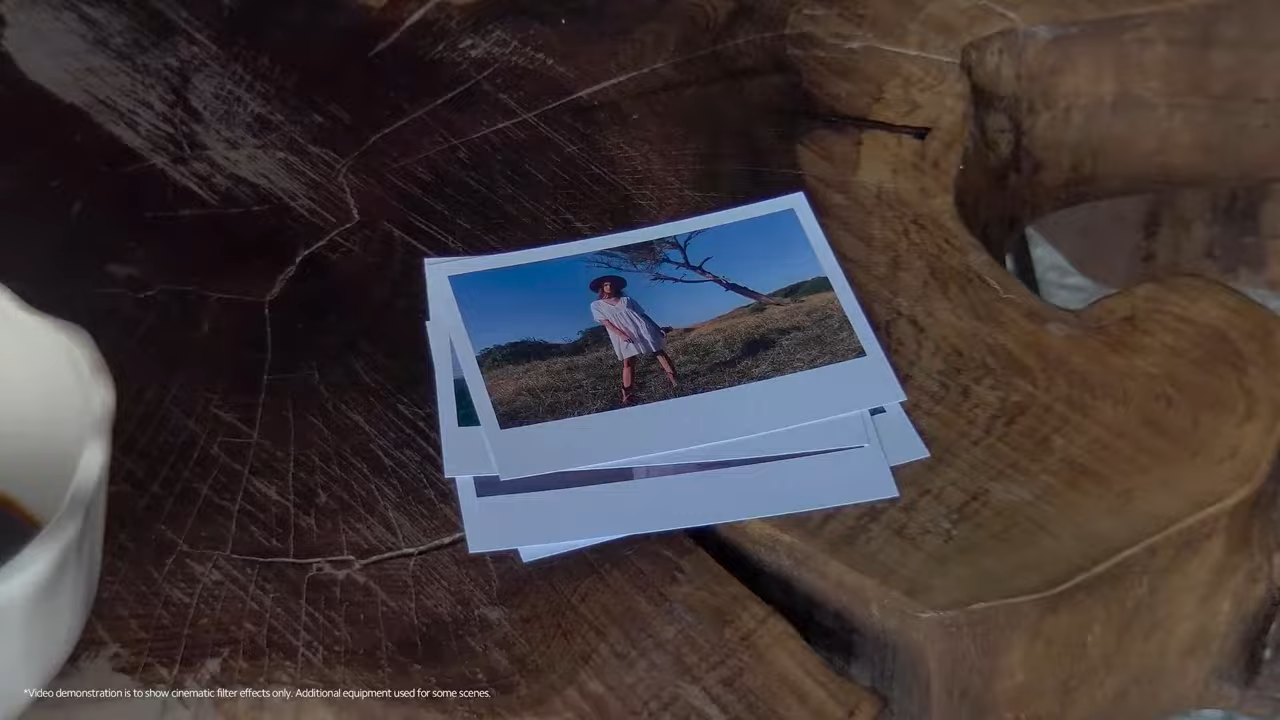 *Video demonstration is to show cinematic filter effects only. Additional equipment used for some scenes.